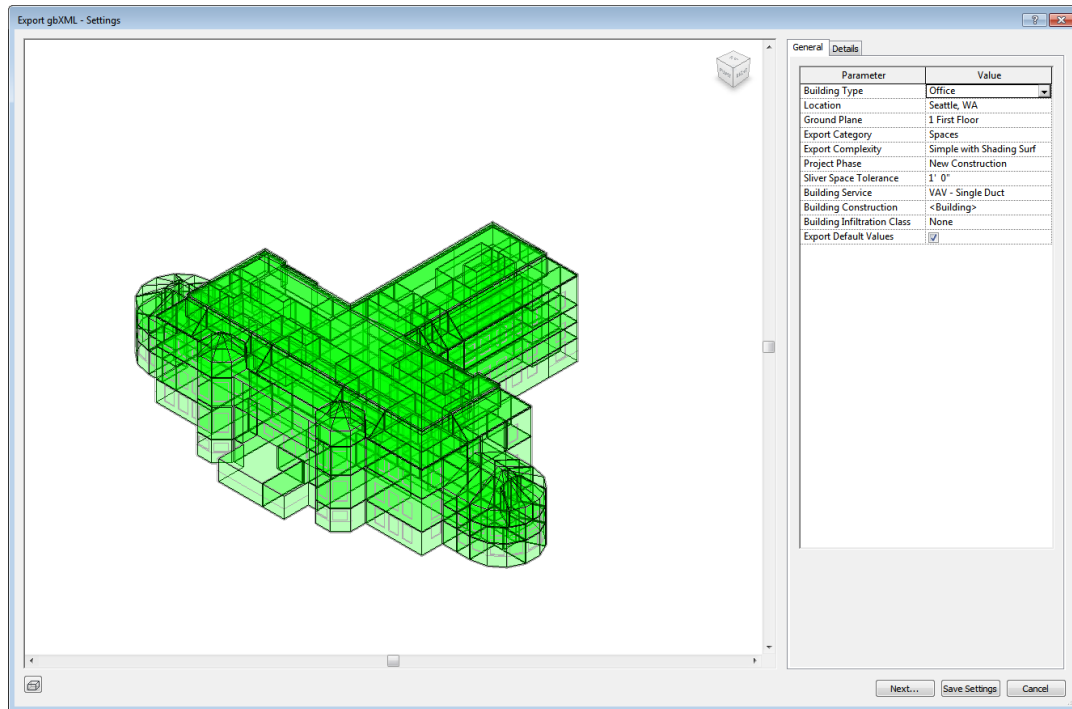 Export gbXML - Settings
General Details
Parameter Value
Building Type Office
Location Seattle, WA
Ground Plane 1 First Floor
Export Category Spaces
Export Complexity Simple with Shading Surf
Project Phase New Construction
Sliver Space Tolerance 1' 0"
Building Service VAV - Single Duct
Building Construction <Building>
Building Infiltration Class None
Export Default Values
Next... Save Settings Cancel